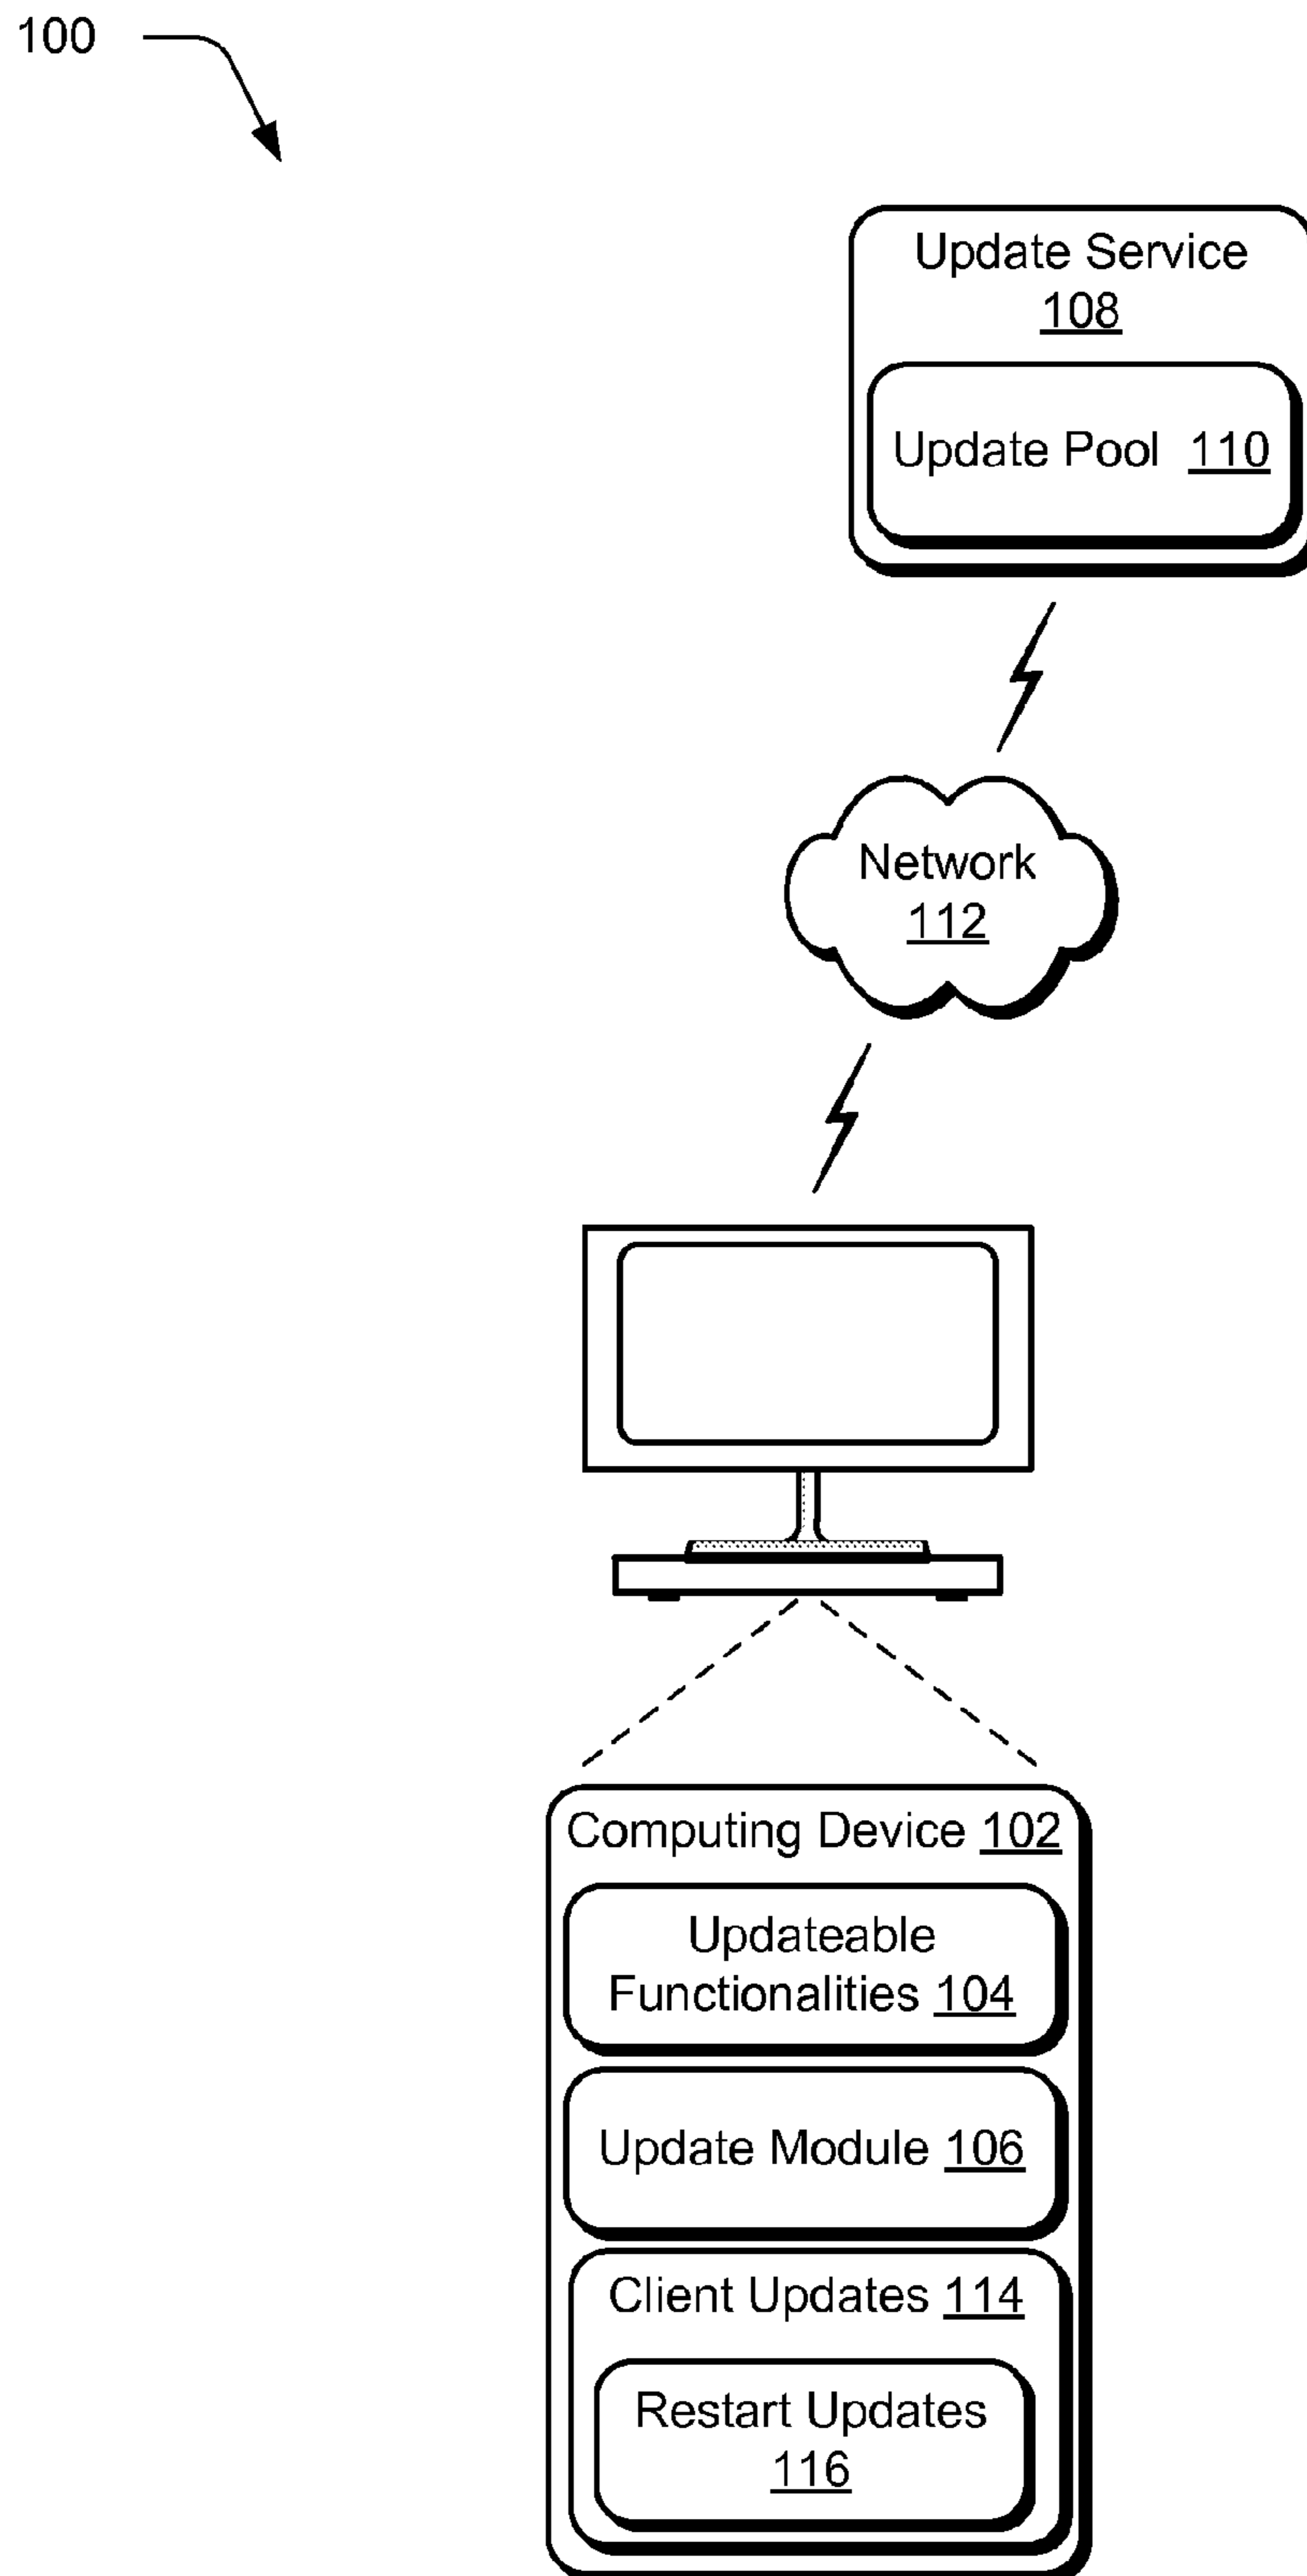 100
Update Service
108
Update Pool 110
Network
112
Computing Device 102
Updateable
Functionalities 104
Update Module 106
Client Updates 114
Restart Updates
116